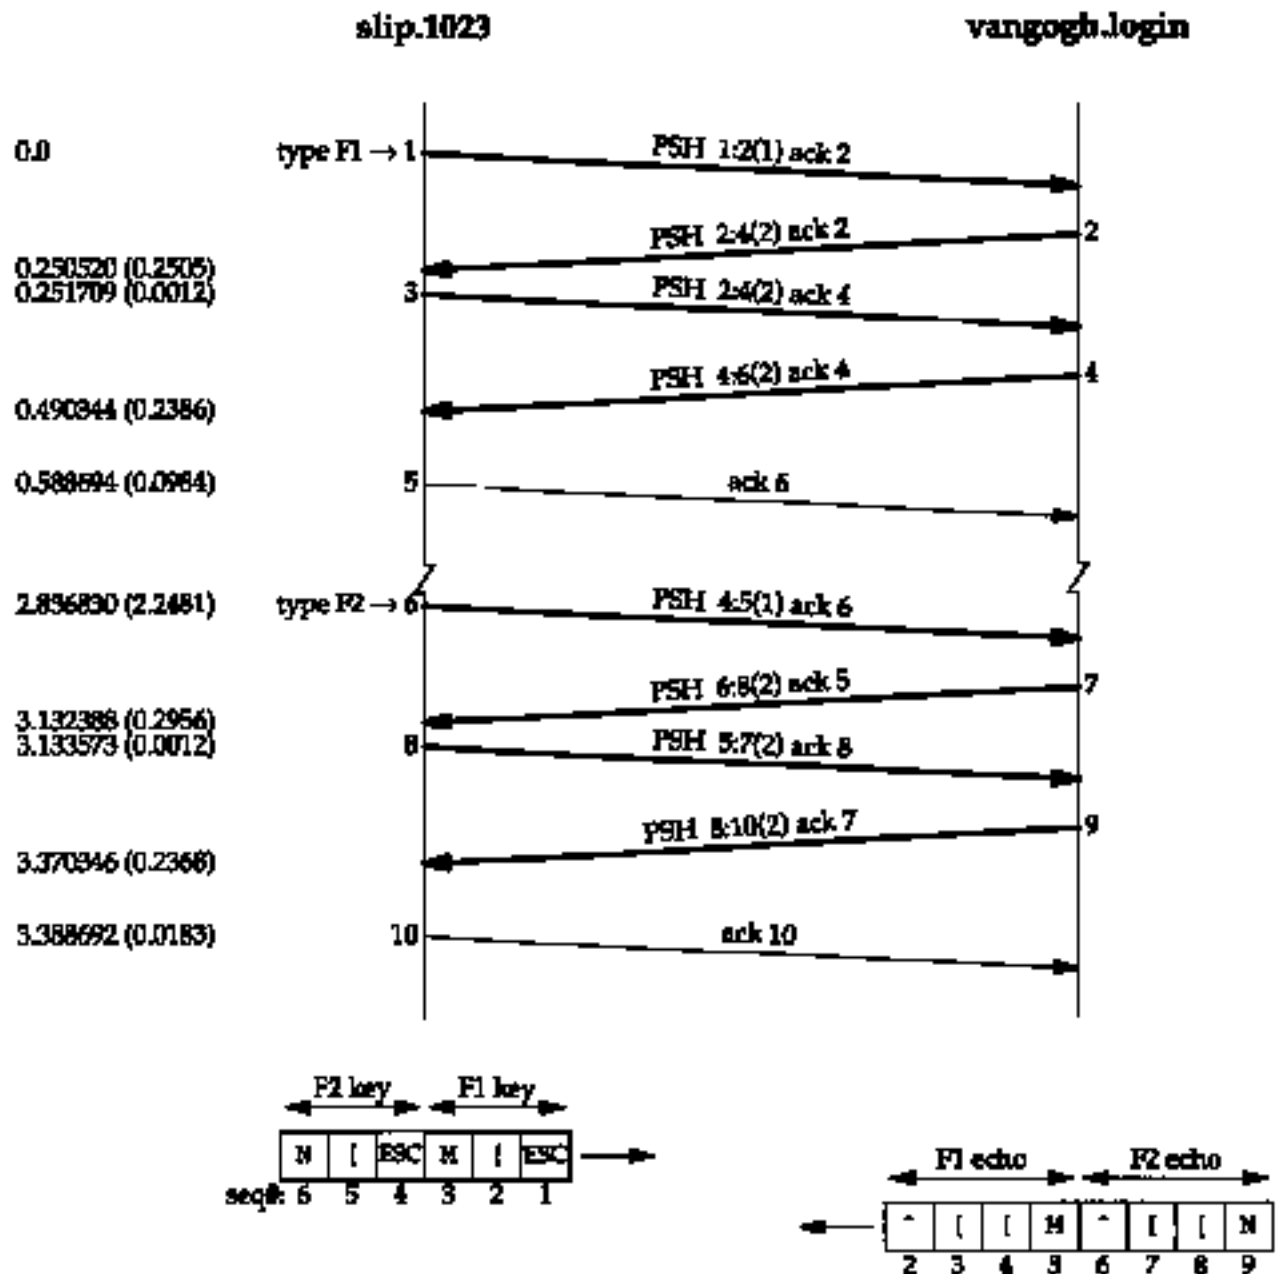 slip.1023 vangogh.login
0.0 type F1 → 1 PSH 1:2(1) ack 2
PSH 2:4(2) ack 2 2
0.250520 (0.2505)
0.251709 (0.0012) 3 PSH 2:4(2) ack 4
PSH 4:6(2) ack 4 4
0.490344 (0.2386)
0.588694 (0.0984) 5 ack 6
2.836830 (2.2481) type F2 → 6 PSH 4:5(1) ack 6
PSH 6:8(2) ack 5 7
3.132388 (0.2956)
3.133573 (0.0012) 8 PSH 5:7(2) ack 8
PSH 8:10(2) ack 7 9
3.370346 (0.2368)
3.388692 (0.0183) 10 ack 10
F2 key F1 key
N [ ESC M [ ESC
seq#: 6 5 4 3 2 1
F1 echo F2 echo
^ [ [ M ^ [ [ N
2 3 4 5 6 7 8 9